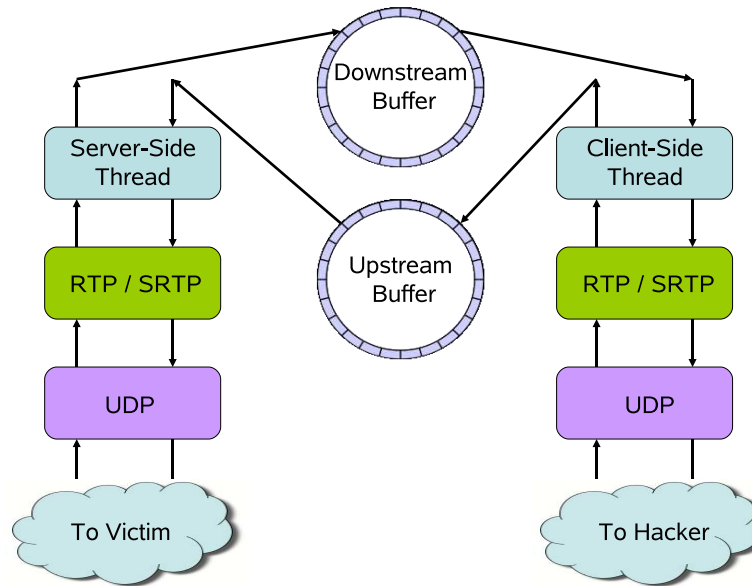 Downstream
Buffer
Server-Side
Thread
Client-Side
Thread
Upstream
Buffer
RTP / SRTP
RTP / SRTP
UDP
UDP
To Victim
To Hacker